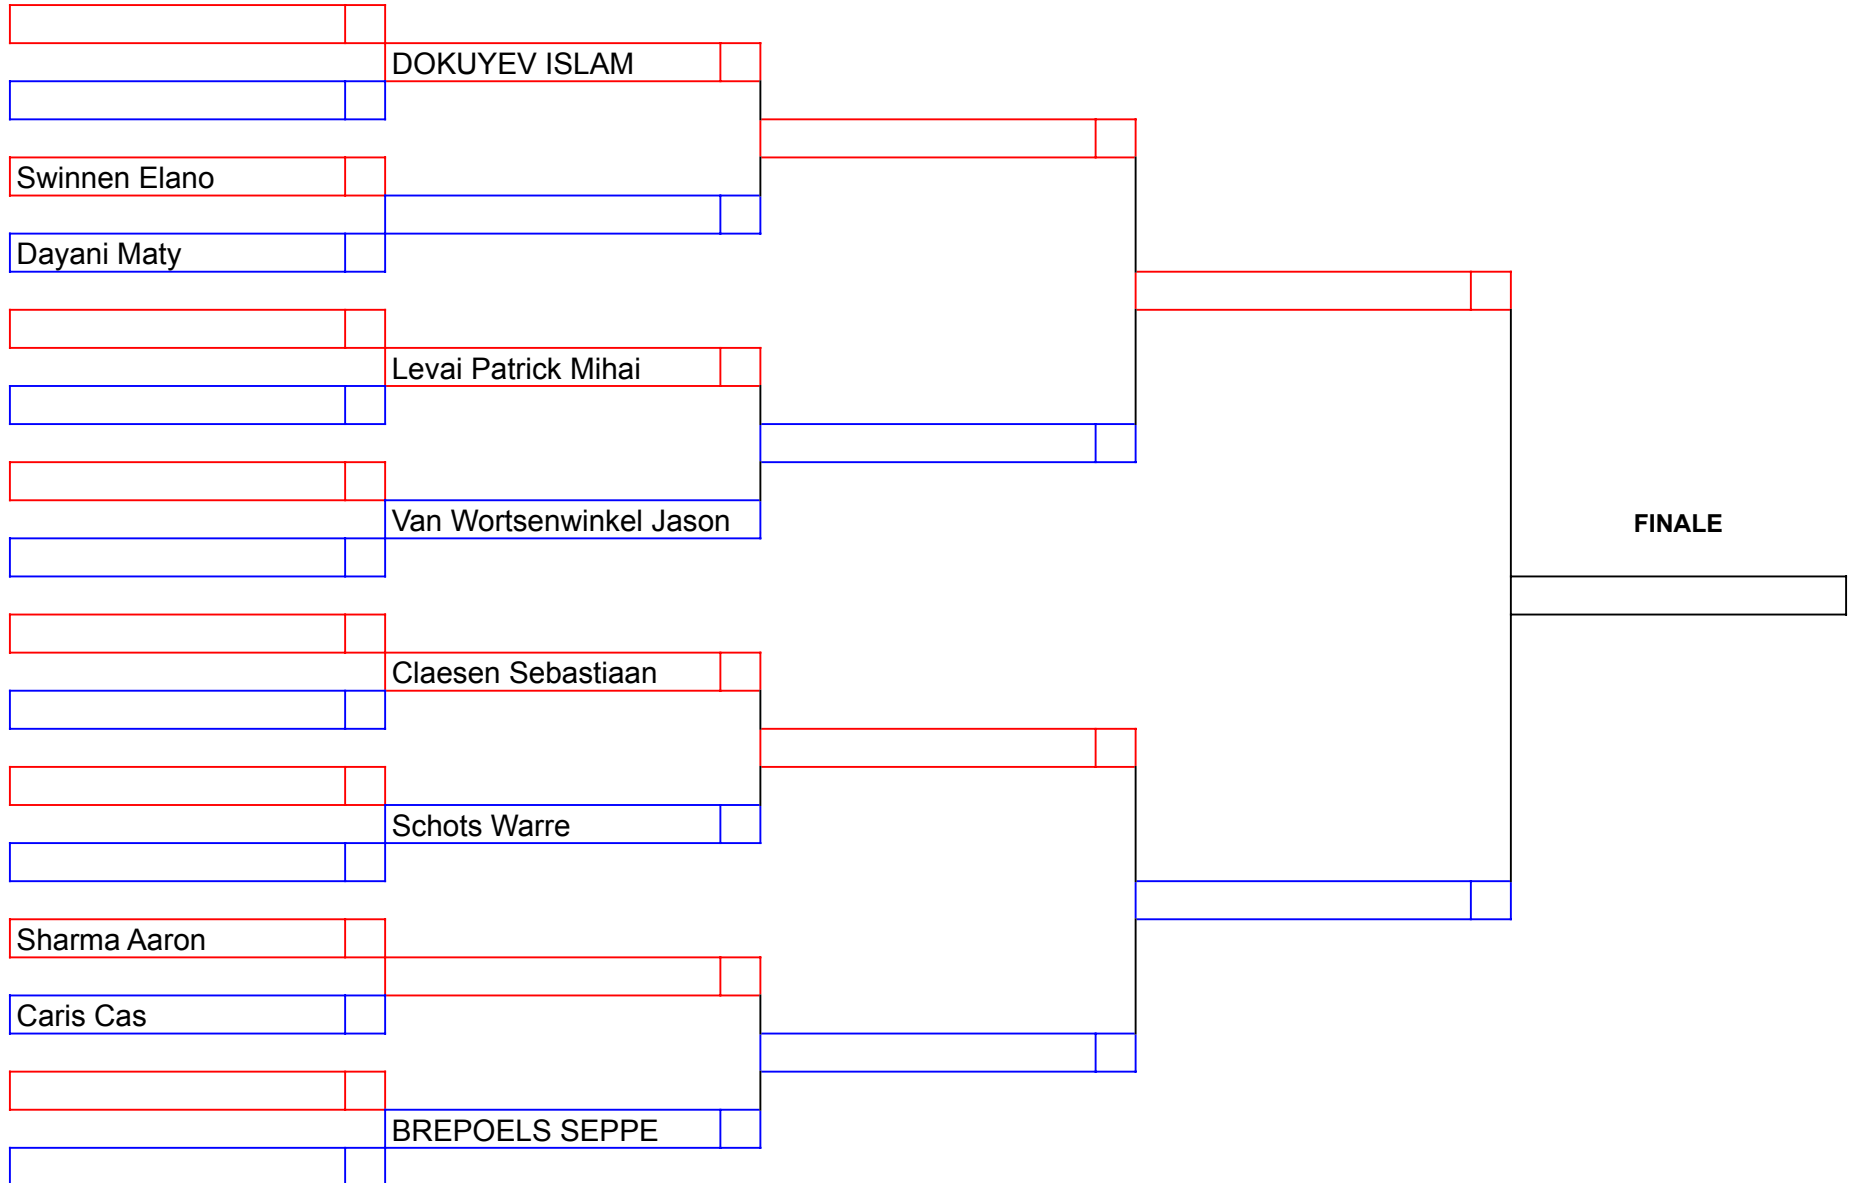 DOKUYEV ISLAM
Swinnen Elano
Dayani Maty
Levai Patrick Mihai
Van Wortsenwinkel Jason
FINALE
Claesen Sebastiaan
Schots Warre
Sharma Aaron
Caris Cas
BREPOELS SEPPE